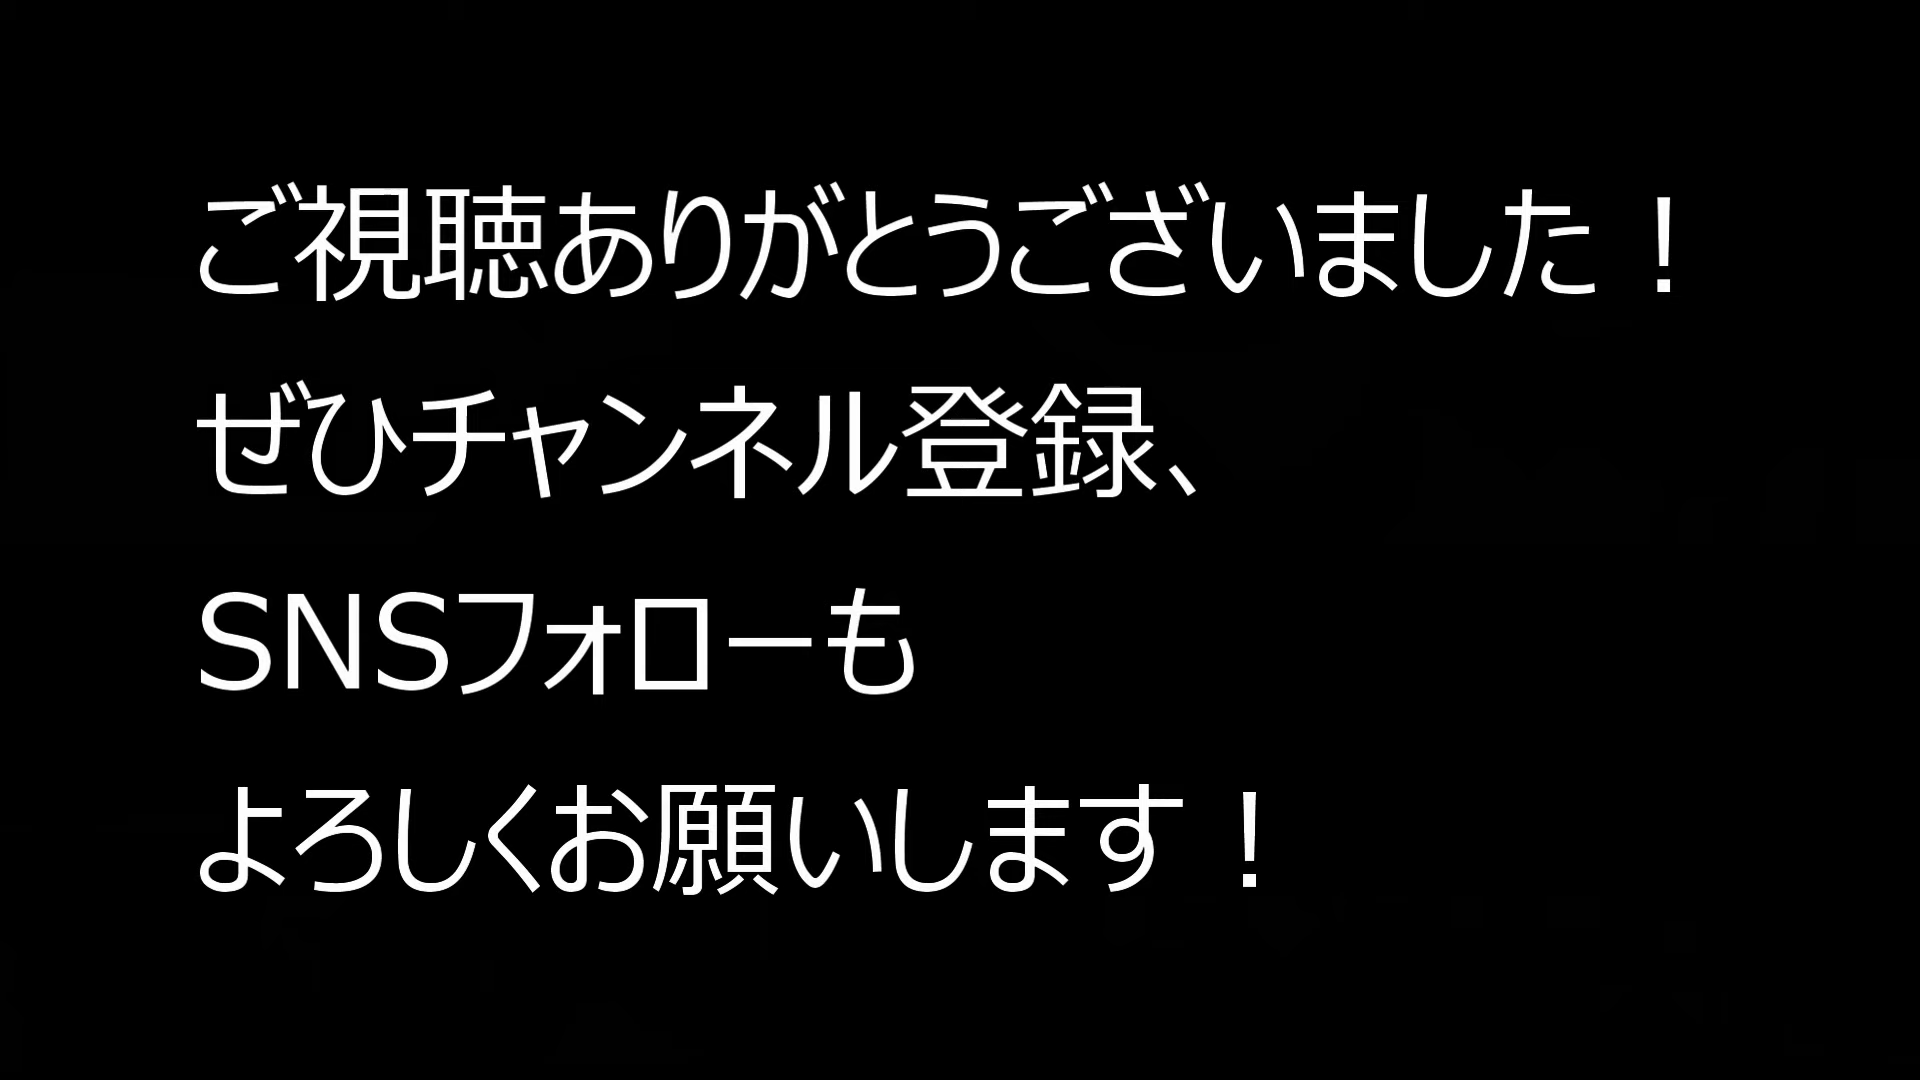 ご視聴ありがとうございました！
ぜひチャンネル登録、
SNSフォローも
よろしくお願いします！